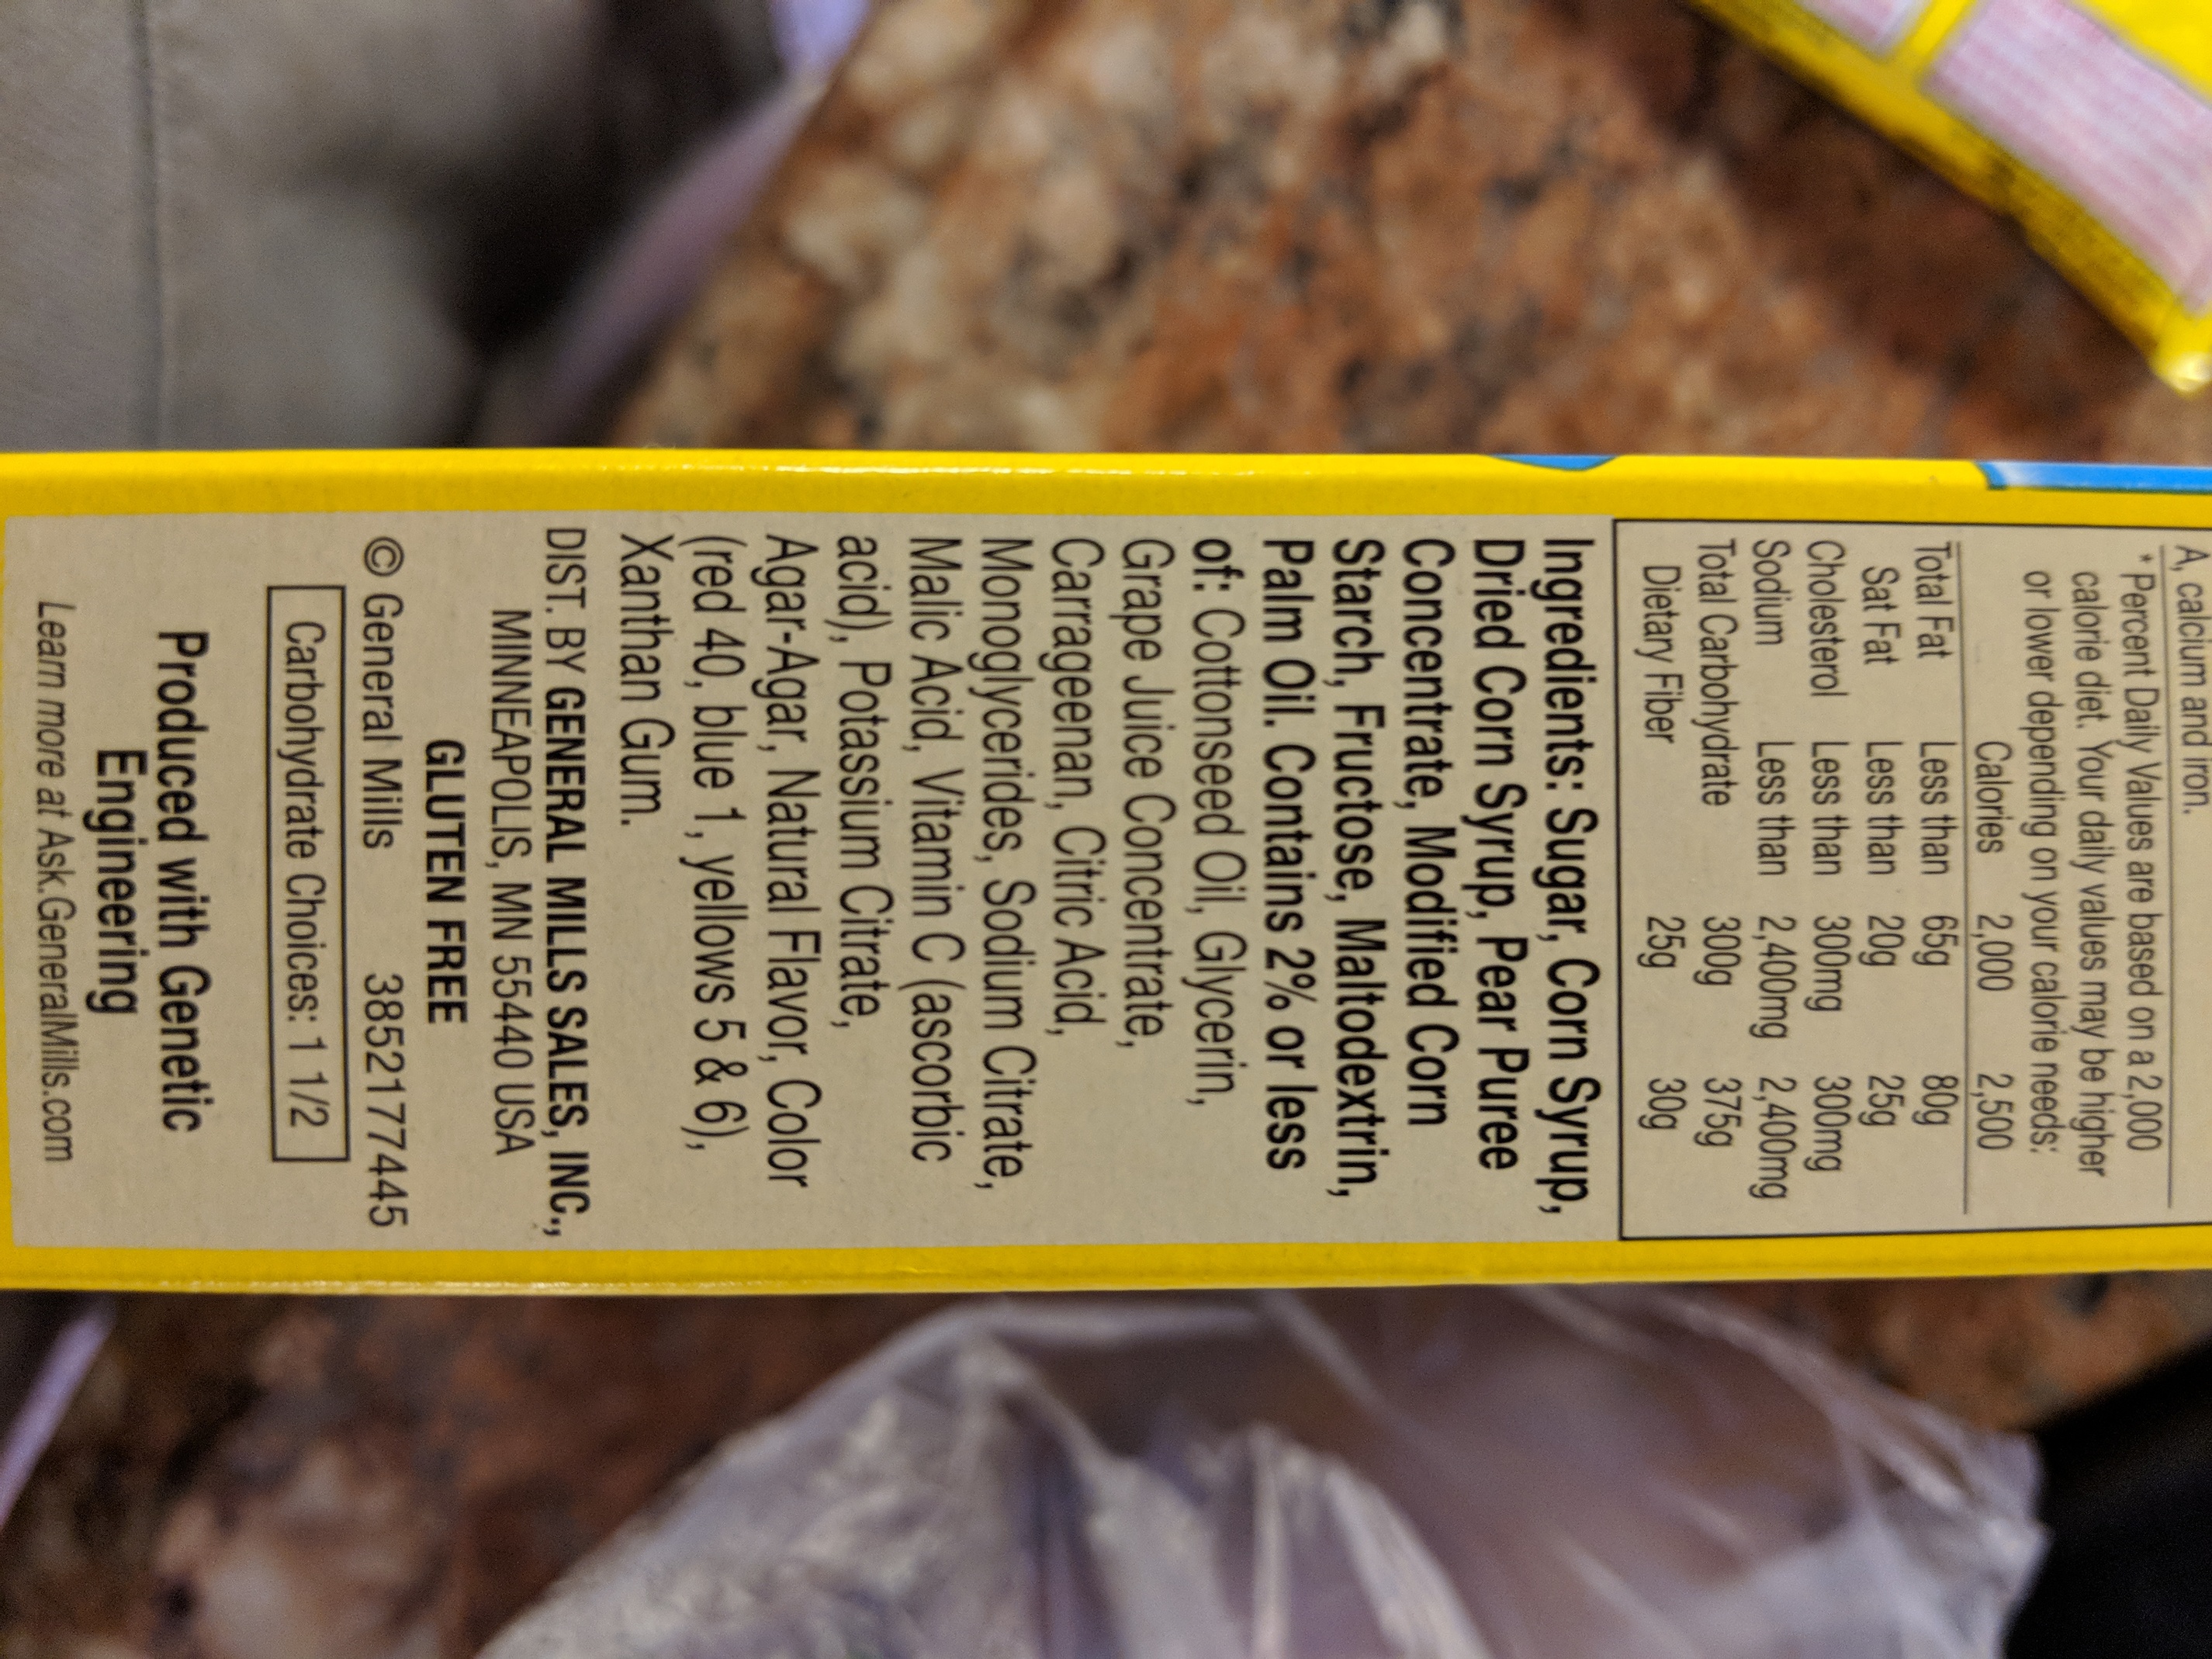 A, calcium and iron.
* Percent Daily Values are based on a 2,000
calorie diet. Your daily values may be higher
or lower depending on your calorie needs:
Calories 2,000 2,500
Total Fat Less than 65g 80g
Sat Fat Less than 20g 25g
Cholesterol Less than 300mg 300mg
Sodium Less than 2,400mg 2,400mg
Total Carbohydrate 300g 375g
Dietary Fiber 25g 30g
Ingredients: Sugar, Corn Syrup,
Dried Corn Syrup, Pear Puree
Concentrate, Modified Corn
Starch, Fructose, Maltodextrin,
Palm Oil. Contains 2% or less
of: Cottonseed Oil, Glycerin,
Grape Juice Concentrate,
Carrageenan, Citric Acid,
Monoglycerides, Sodium Citrate,
Malic Acid, Vitamin C (ascorbic
acid), Potassium Citrate,
Agar-Agar, Natural Flavor, Color
(red 40, blue 1, yellows 5 & 6),
Xanthan Gum.
DIST. BY GENERAL MILLS SALES, INC.,
MINNEAPOLIS, MN 55440 USA
GLUTEN FREE
© General Mills 3852177445
Carbohydrate Choices: 1 1/2
Produced with Genetic
Engineering
Learn more at Ask.GeneralMills.com